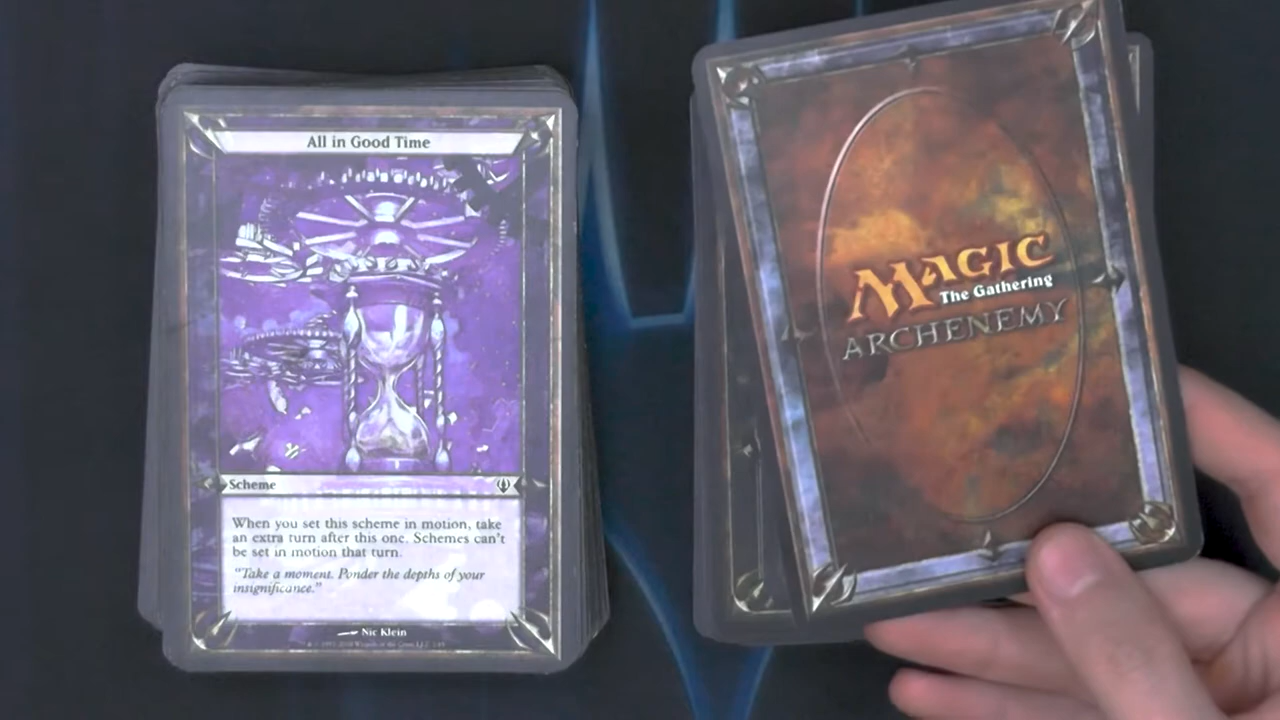 All in Good Time
Scheme
When you set this scheme in motion, take
an extra turn after this one. Schemes can't
be set in motion that turn.
"Take a moment. Ponder the depths of your
insignificance."
Nic Klein
MAGIC
The Gathering
ARCHENEMY